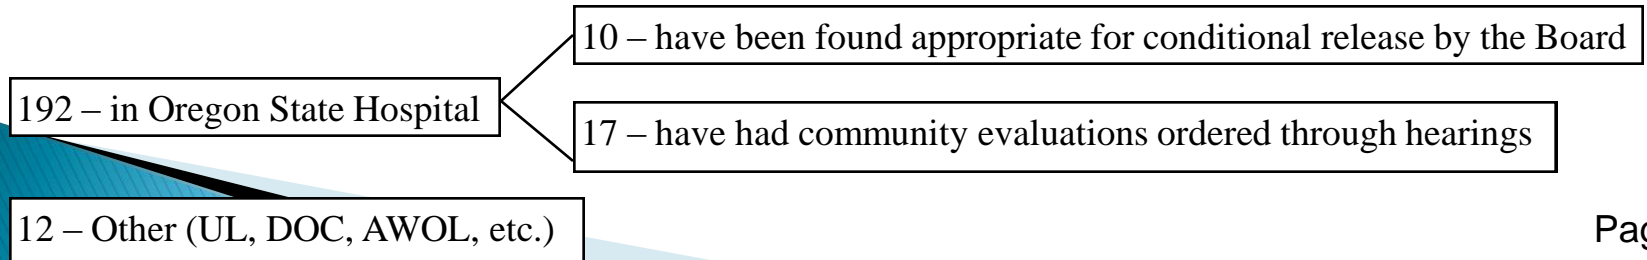 10 – have been found appropriate for conditional release by the Board
192 – in Oregon State Hospital
17 – have had community evaluations ordered through hearings
12 – Other (UL, DOC, AWOL, etc.)